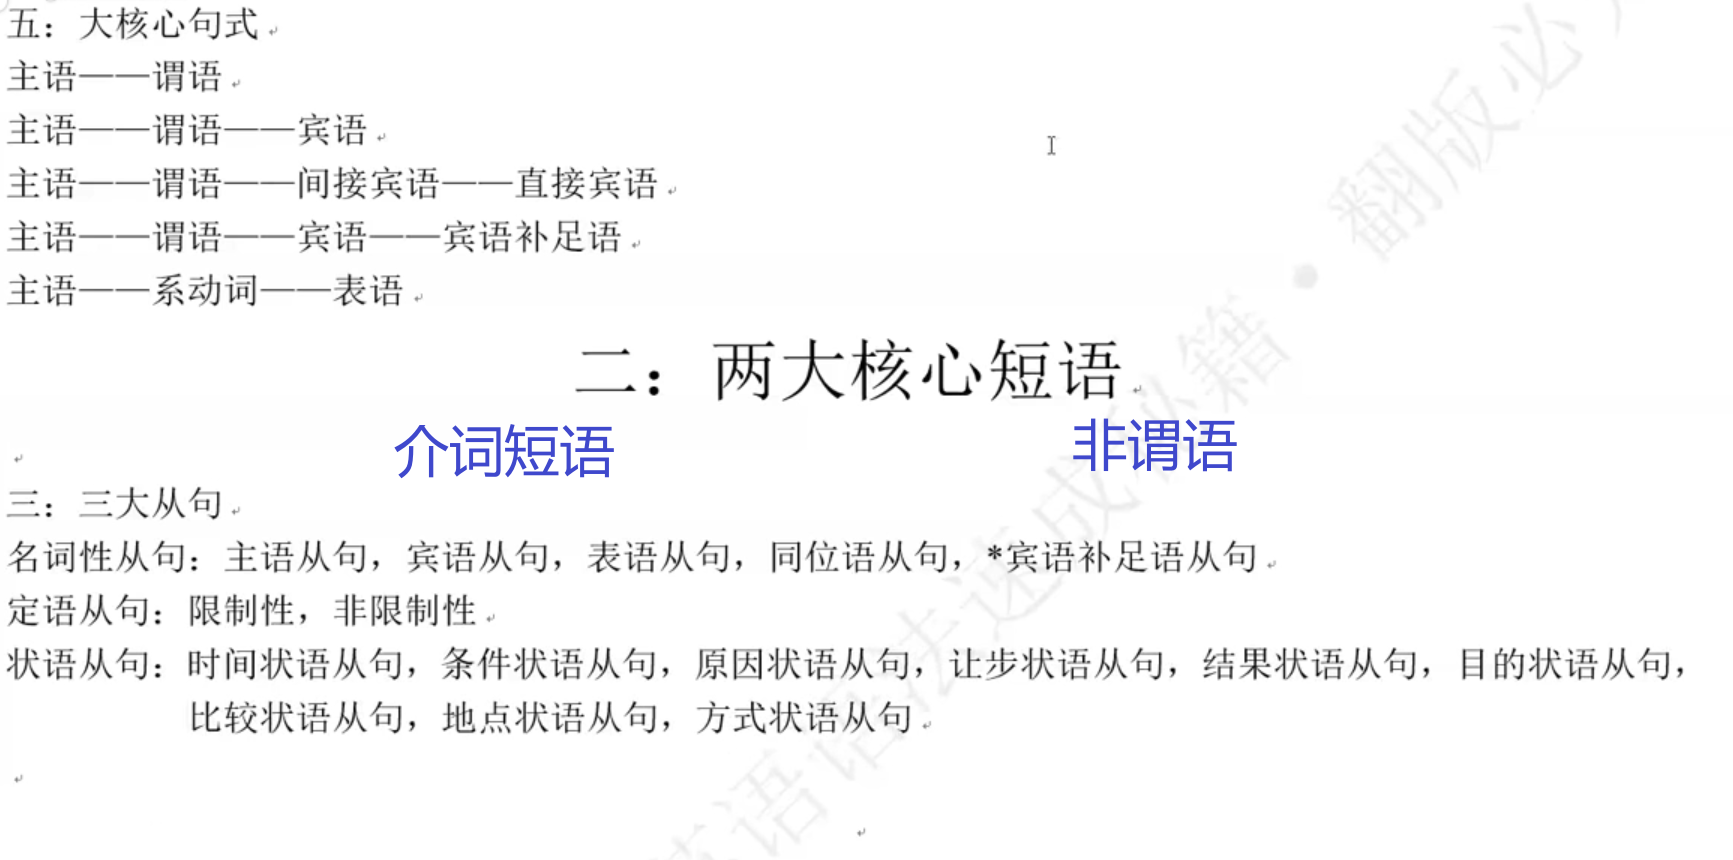 五：大核心句式
主语——谓语
主语——谓语——宾语
主语——谓语——间接宾语——直接宾语
主语——谓语——宾语——宾语补足语
主语——系动词——表语
二：两大核心短语
介词短语 非谓语
三：三大从句
名词性从句：主语从句，宾语从句，表语从句，同位语从句，*宾语补足语从句
定语从句：限制性，非限制性
状语从句：时间状语从句，条件状语从句，原因状语从句，让步状语从句，结果状语从句，目的状语从句，
比较状语从句，地点状语从句，方式状语从句
英语语法速成秘籍·翻版必